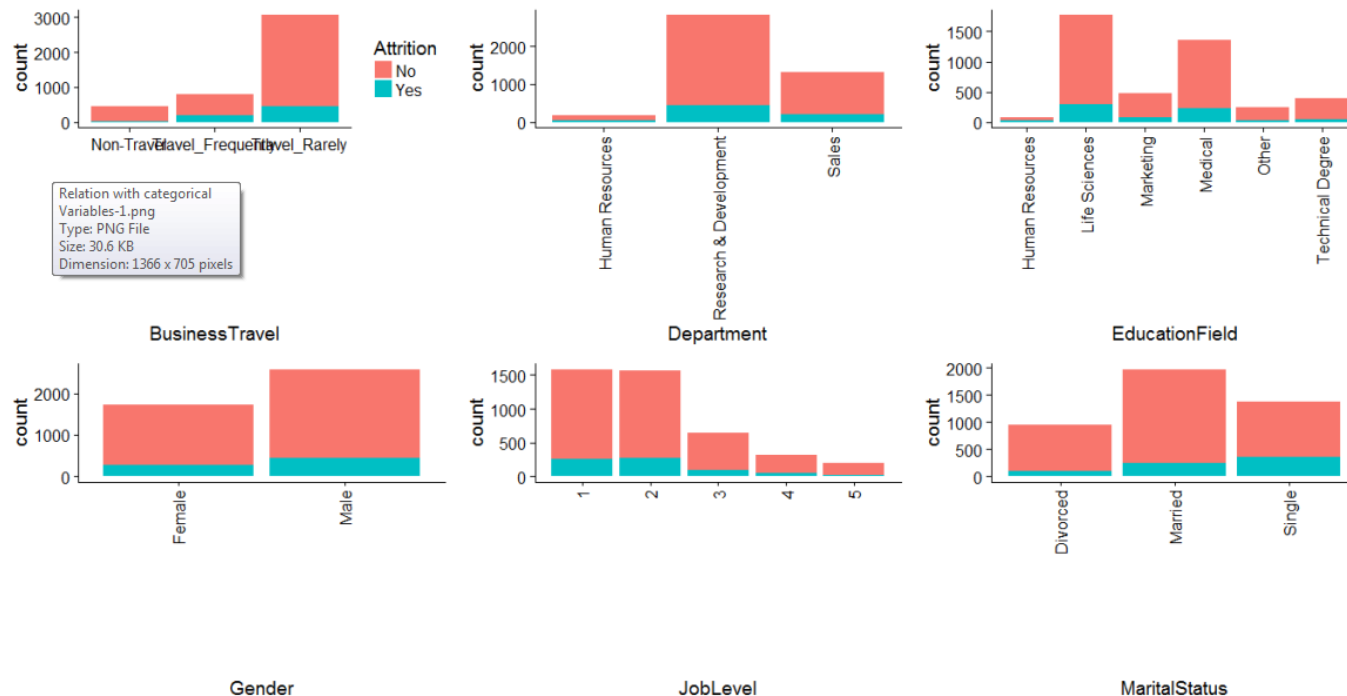 count
3000
2000
1000
0
Non-Travel
Travel_Frequently
Travel_Rarely
BusinessTravel
Attrition
No
Yes
count
2000
1000
0
Human Resources
Research & Development
Sales
Department
count
1500
1000
500
0
Human Resources
Life Sciences
Marketing
Medical
Other
Technical Degree
EducationField
Relation with categorical
Variables-1.png
Type: PNG File
Size: 30.6 KB
Dimension: 1366 x 705 pixels
count
2000
1000
0
Female
Male
Gender
count
1500
1000
500
0
1
2
3
4
5
JobLevel
count
2000
1500
1000
500
0
Divorced
Married
Single
MaritalStatus